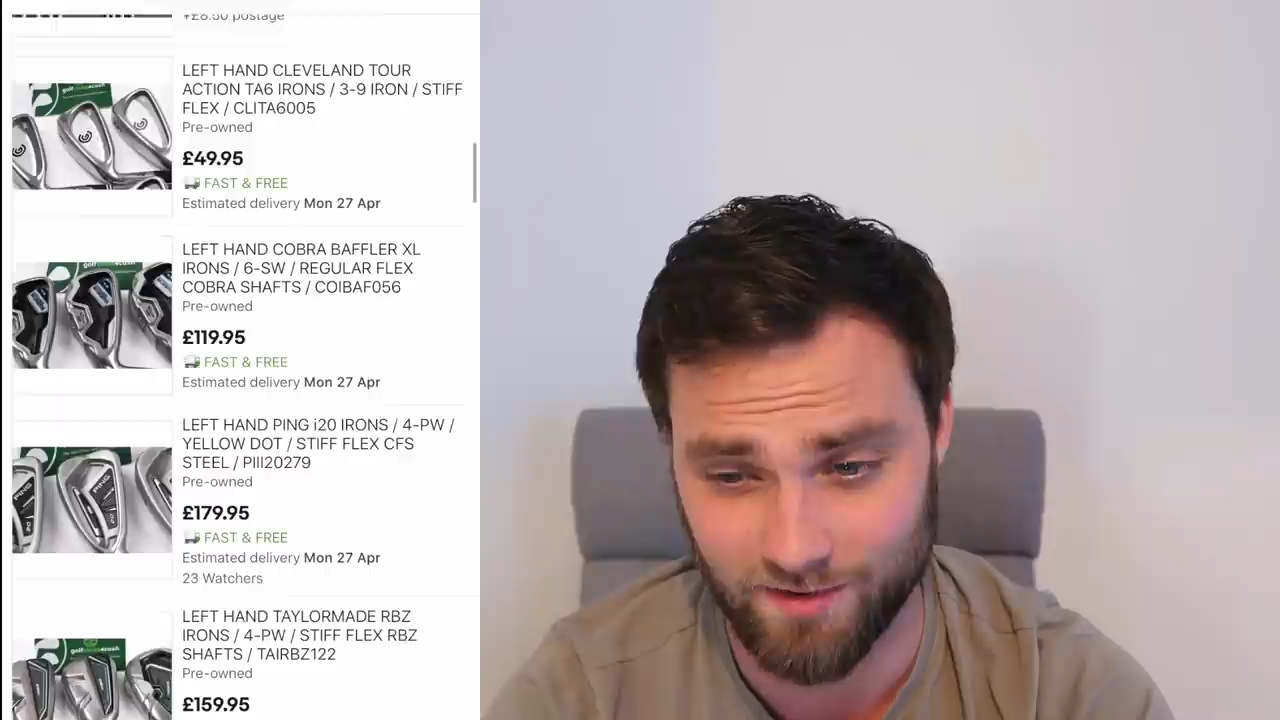 +£8.50 postage
LEFT HAND CLEVELAND TOUR
ACTION TA6 IRONS / 3-9 IRON / STIFF
FLEX / CLITA6005
Pre-owned
£49.95
FAST & FREE
Estimated delivery Mon 27 Apr
LEFT HAND COBRA BAFFLER XL
IRONS / 6-SW / REGULAR FLEX
COBRA SHAFTS / COIBAF056
Pre-owned
£119.95
FAST & FREE
Estimated delivery Mon 27 Apr
LEFT HAND PING i20 IRONS / 4-PW /
YELLOW DOT / STIFF FLEX CFS
STEEL / PIII20279
Pre-owned
£179.95
FAST & FREE
Estimated delivery Mon 27 Apr
23 Watchers
LEFT HAND TAYLORMADE RBZ
IRONS / 4-PW / STIFF FLEX RBZ
SHAFTS / TAIRBZ122
Pre-owned
£159.95